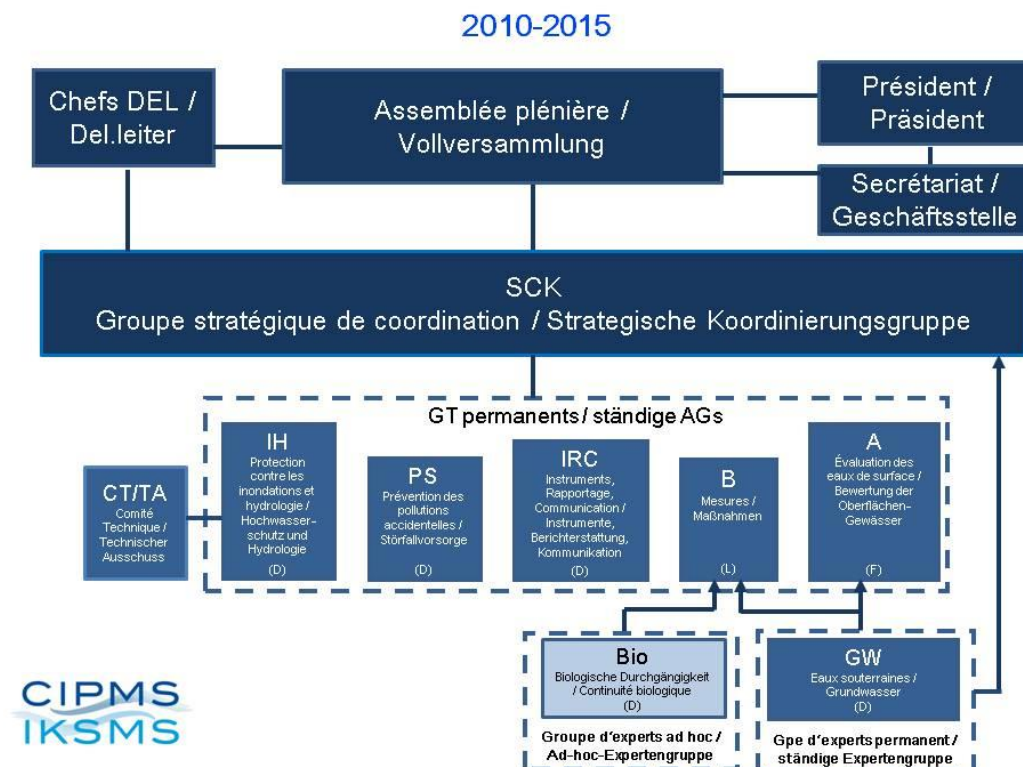 2010-2015
Chefs DEL /
Del.leiter
Assemblée plénière /
Vollversammlung
Président /
Präsident
Secrétariat /
Geschäftsstelle
SCK
Groupe stratégique de coordination / Strategische Koordinierungsgruppe
GT permanents / ständige AGs
CT/TA
Comité
Technique /
Technischer
Ausschuss
IH
Protection
contre les
inondations et
hydrologie /
Hochwasser-
schutz und
Hydrologie
(D)
PS
Prévention des
pollutions
accidentelles /
Störfallvorsorge
(D)
IRC
Instruments,
Rapportage,
Communication /
Instrumente,
Berichterstattung,
Kommunikation
(D)
B
Mesures /
Maßnahmen
(L)
A
Évaluation des
eaux de surface /
Bewertung der
Oberflächen-
Gewässer
(F)
Bio
Biologische Durchgängigkeit
/ Continuité biologique
(D)
Groupe d'experts ad hoc /
Ad-hoc-Expertengruppe
GW
Eaux souterraines /
Grundwasser
(D)
Gpe d'experts permanent /
ständige Expertengruppe
CIPMS
IKSMS